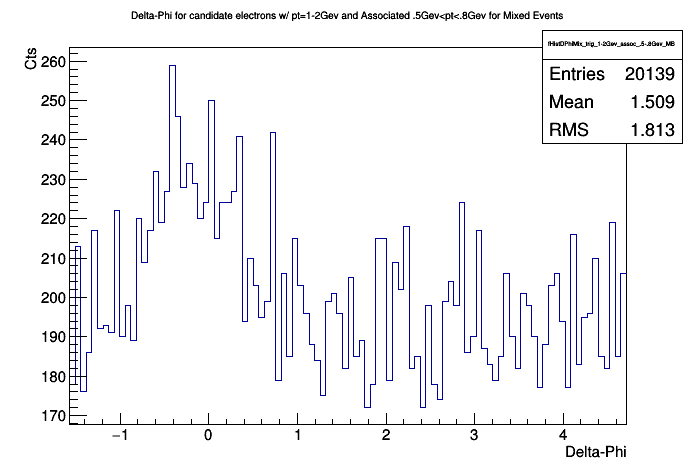 Delta-Phi for candidate electrons w/ pt=1-2Gev and Associated .5Gev<pt<.8Gev for Mixed Events
Cts
fHistDPhiMix_trig_1-2Gev_assoc_.5-.8Gev_MB
Entries 20139
Mean 1.509
RMS 1.813
260
250
240
230
220
210
200
190
180
170
−1 0 1 2 3 4
Delta-Phi